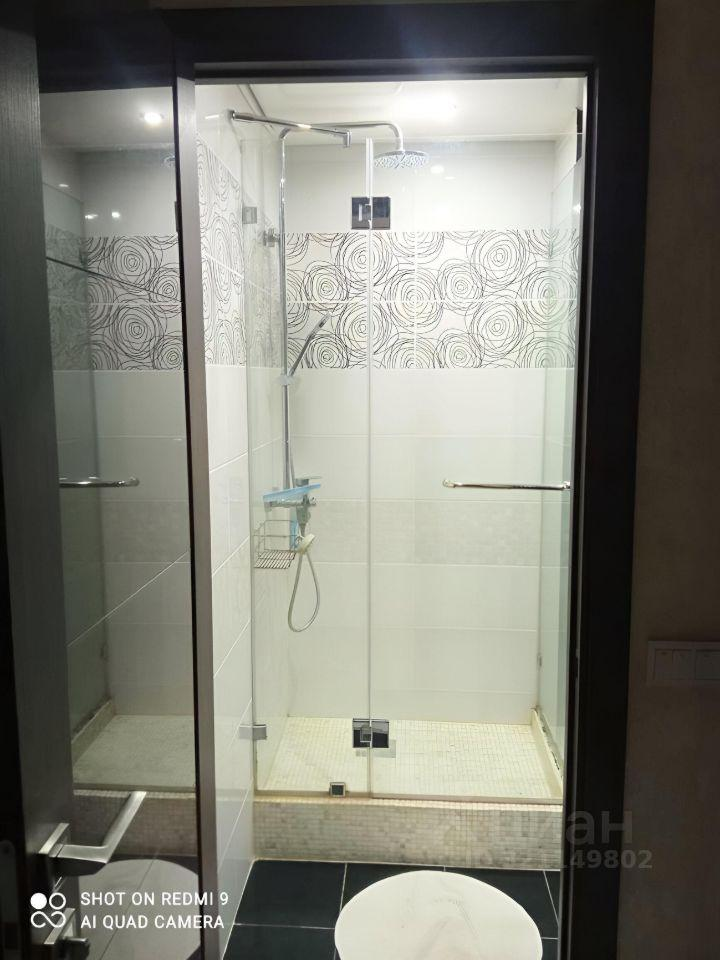 циан
SHOT ON REDMI 9
AI QUAD CAMERA